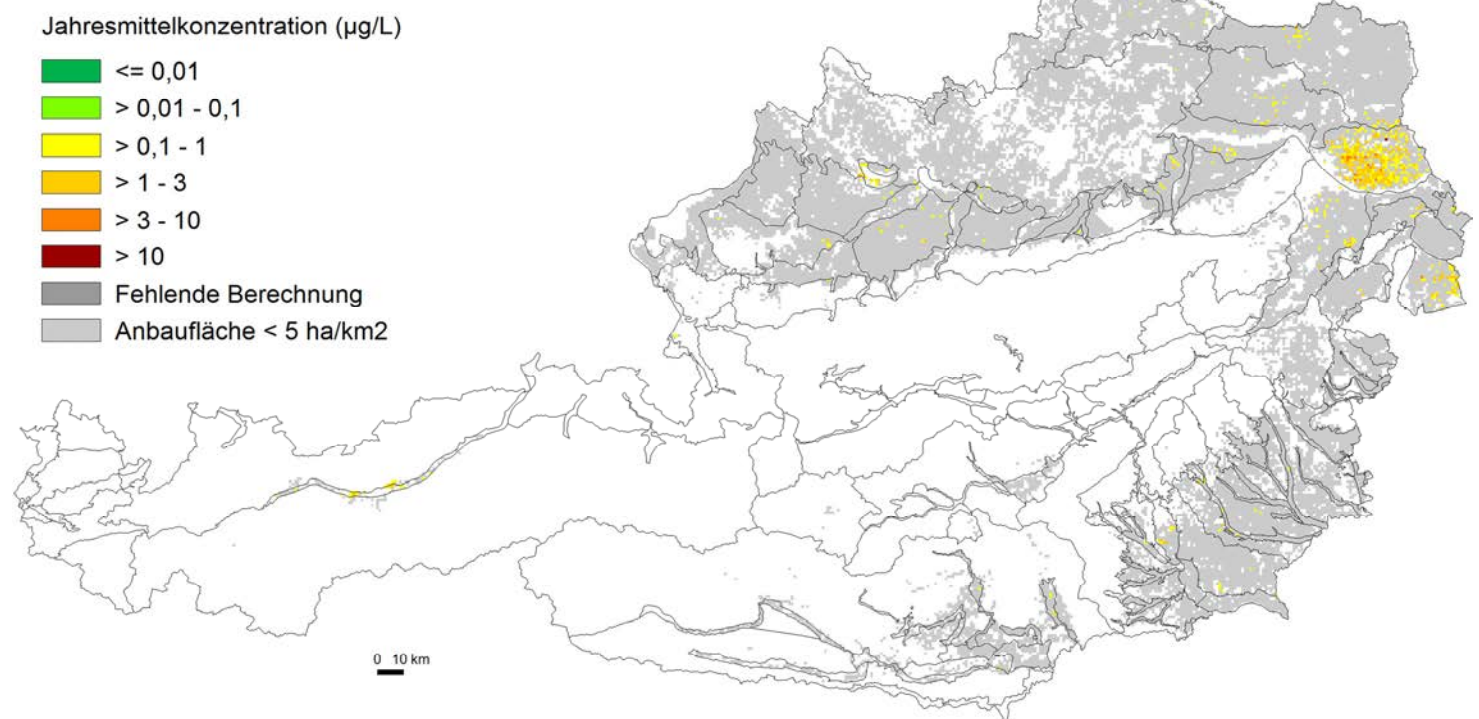 Jahresmittelkonzentration (µg/L)
<= 0,01
> 0,01 - 0,1
> 0,1 - 1
> 1 - 3
> 3 - 10
> 10
Fehlende Berechnung
Anbaufläche < 5 ha/km2
0 10 km